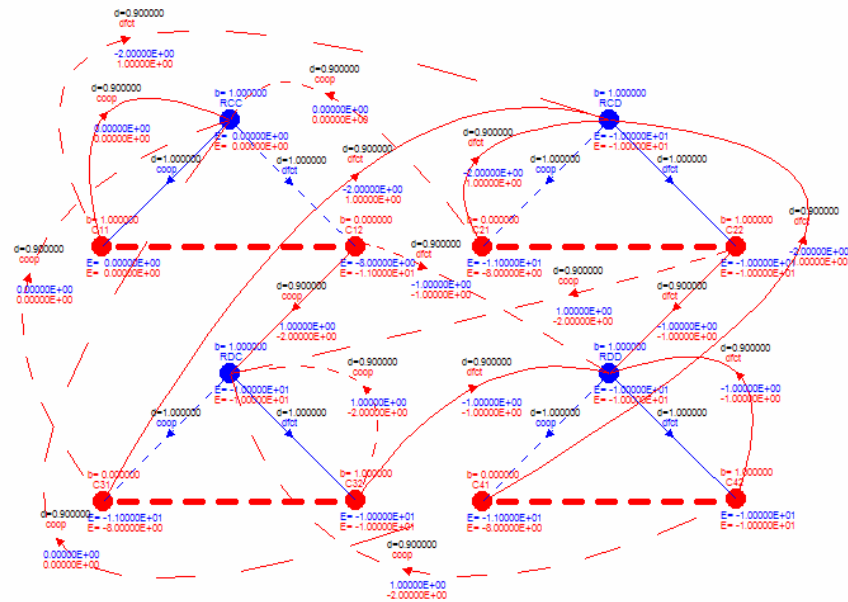 d=0.900000
dfct
-2.00000E+00
1.00000E+00
d=0.900000
coop
0.00000E+00
0.00000E+00
b= 1.000000
RCC
E= 0.00000E+00
E= 0.00000E+00
d=0.900000
coop
0.00000E+00
0.00000E+00
b= 1.000000
RCD
E= -1.00000E+01
E= -1.00000E+01
d=1.000000
coop
d=1.000000
dfct
d=0.900000
dfct
-2.00000E+00
1.00000E+00
d=0.900000
dfct
-2.00000E+00
1.00000E+00
d=1.000000
coop
d=1.000000
dfct
b= 1.000000
C11
E= 0.00000E+00
E= 0.00000E+00
b= 0.000000
C12
E= -8.00000E+00
E= -1.10000E+01
b= 0.000000
C21
E= -1.10000E+01
E= -8.00000E+00
b= 1.000000
C22
E= -1.00000E+01
E= -1.00000E+01
d=0.900000
dfct
-2.00000E+00
1.00000E+00
d=0.900000
coop
0.00000E+00
0.00000E+00
d=0.900000
dfct
-1.00000E+00
-1.00000E+00
d=0.900000
coop
1.00000E+00
-2.00000E+00
d=0.900000
coop
1.00000E+00
-2.00000E+00
d=0.900000
dfct
-1.00000E+00
-1.00000E+00
b= 1.000000
RDC
E= -1.00000E+01
E= -1.00000E+01
b= 1.000000
RDD
E= -1.00000E+01
E= -1.00000E+01
d=1.000000
coop
d=1.000000
dfct
d=0.900000
coop
1.00000E+00
-2.00000E+00
d=0.900000
dfct
-1.00000E+00
-1.00000E+00
d=1.000000
coop
d=1.000000
dfct
d=0.900000
dfct
-1.00000E+00
-1.00000E+00
b= 0.000000
C31
E= -1.10000E+01
E= -8.00000E+00
b= 1.000000
C32
E= -1.00000E+01
E= -1.00000E+01
b= 0.000000
C41
E= -1.10000E+01
E= -8.00000E+00
b= 1.000000
C42
E= -1.00000E+01
E= -1.00000E+01
d=0.900000
coop
0.00000E+00
0.00000E+00
d=0.900000
coop
1.00000E+00
-2.00000E+00